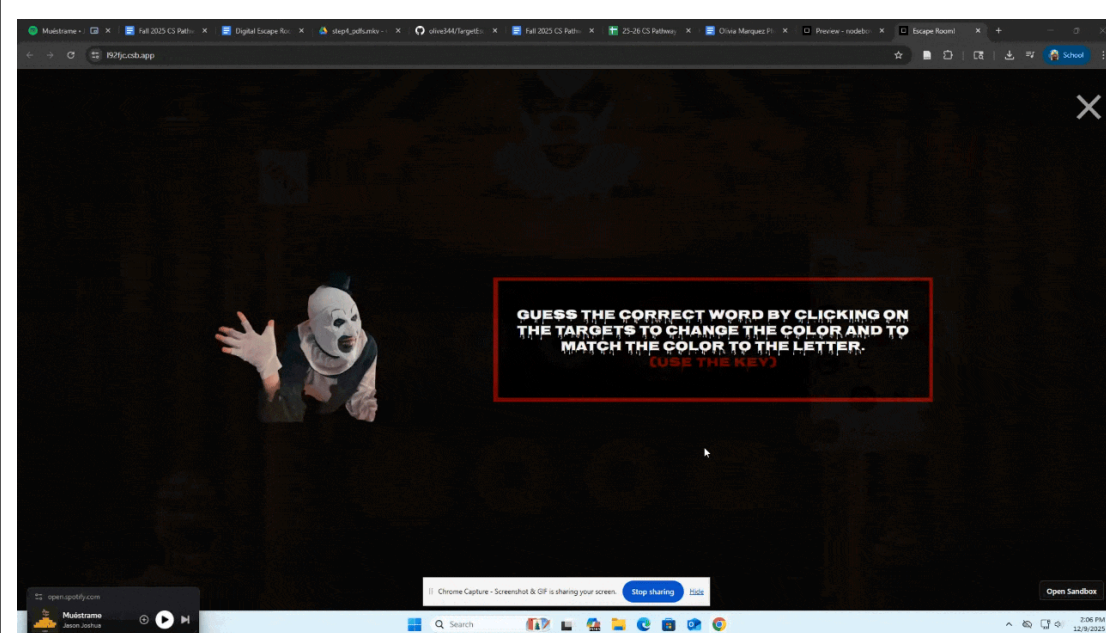 Muéstrame •
Fall 2025 CS Pathw
Digital Escape Roo
step4_pdfs.mkv -
olive344/TargetEs
Fall 2025 CS Pathw
25-26 CS Pathway
Olivia Marquez P
Preview - nodebo
Escape Room!
f92fjc.csb.app
School
GUESS THE CORRECT WORD BY CLICKING ON
THE TARGETS TO CHANGE THE COLOR AND TO
MATCH THE COLOR TO THE LETTER.
(USE THE KEY)
open.spotify.com
Muéstrame
Jason Joshua
Chrome Capture - Screenshot & GIF is sharing your screen.
Stop sharing
Hide
Open Sandbox
Search
2:06 PM
12/9/2025